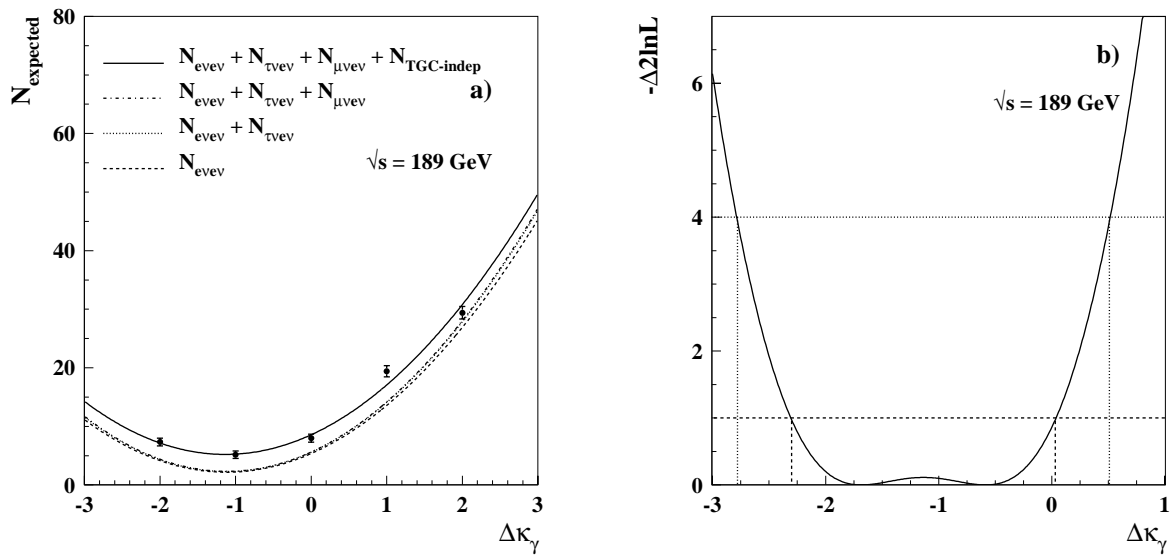 N_expected
80
60
40
20
0
-3 -2 -1 0 1 2 3
Δκ_γ
N_eνeν + N_τνeν + N_μνeν + N_TGC-indep
N_eνeν + N_τνeν + N_μνeν
N_eνeν + N_τνeν
N_eνeν
a)
√s = 189 GeV
-Δ2lnL
6
4
2
0
-3 -2 -1 0 1
Δκ_γ
b)
√s = 189 GeV